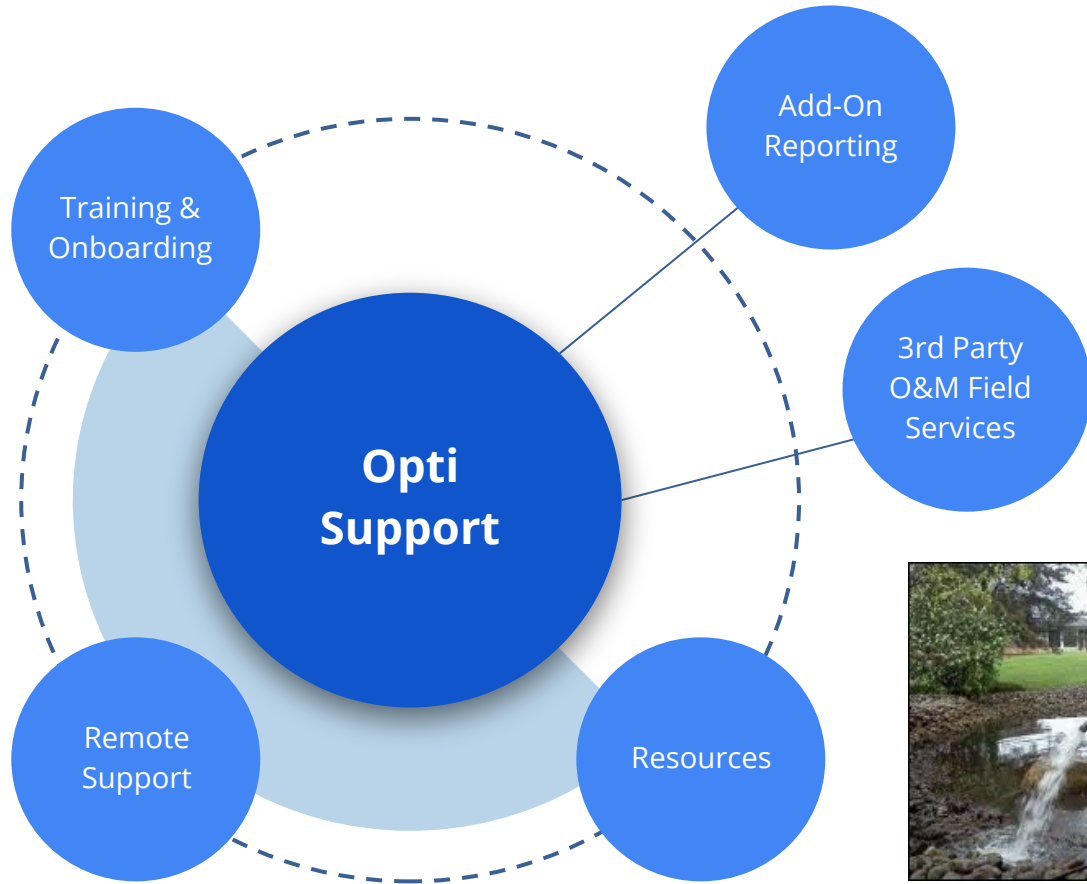 Add-On
Reporting
Training &
Onboarding
3rd Party
O&M Field
Services
Opti
Support
Remote
Support
Resources